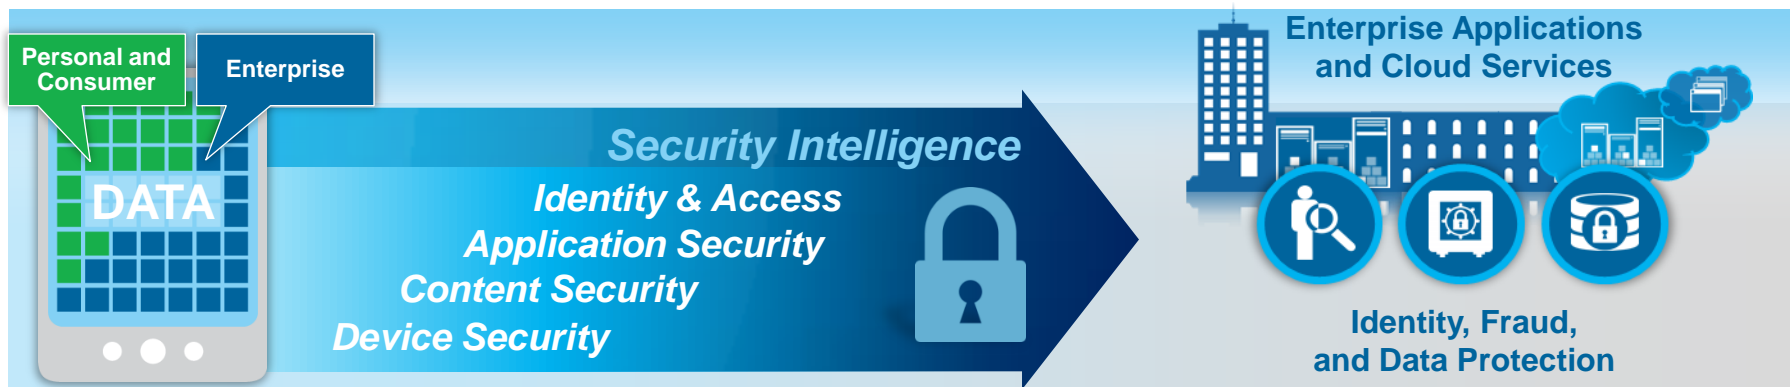 Personal and
Consumer
Enterprise
DATA
Security Intelligence
Identity & Access
Application Security
Content Security
Device Security
Enterprise Applications
and Cloud Services
Identity, Fraud,
and Data Protection